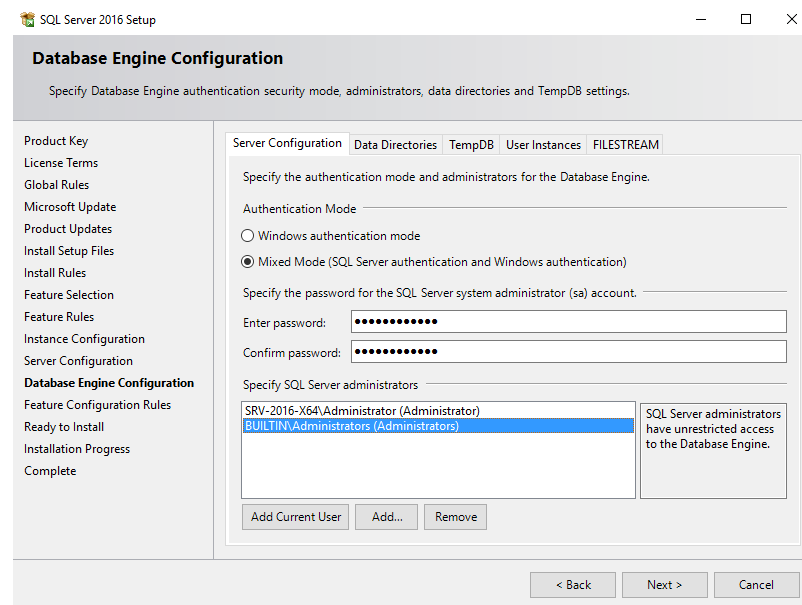 SQL Server 2016 Setup
Database Engine Configuration
Specify Database Engine authentication security mode, administrators, data directories and TempDB settings.
Product Key
License Terms
Global Rules
Microsoft Update
Product Updates
Install Setup Files
Install Rules
Feature Selection
Feature Rules
Instance Configuration
Server Configuration
Database Engine Configuration
Feature Configuration Rules
Ready to Install
Installation Progress
Complete
Server Configuration Data Directories TempDB User Instances FILESTREAM
Specify the authentication mode and administrators for the Database Engine.
Authentication Mode
Windows authentication mode
Mixed Mode (SQL Server authentication and Windows authentication)
Specify the password for the SQL Server system administrator (sa) account.
Enter password: ●●●●●●●●●●●●
Confirm password: ●●●●●●●●●●●●
Specify SQL Server administrators
SRV-2016-X64\Administrator (Administrator)
BUILTIN\Administrators (Administrators)
SQL Server administrators
have unrestricted access
to the Database Engine.
Add Current User Add... Remove
< Back Next > Cancel